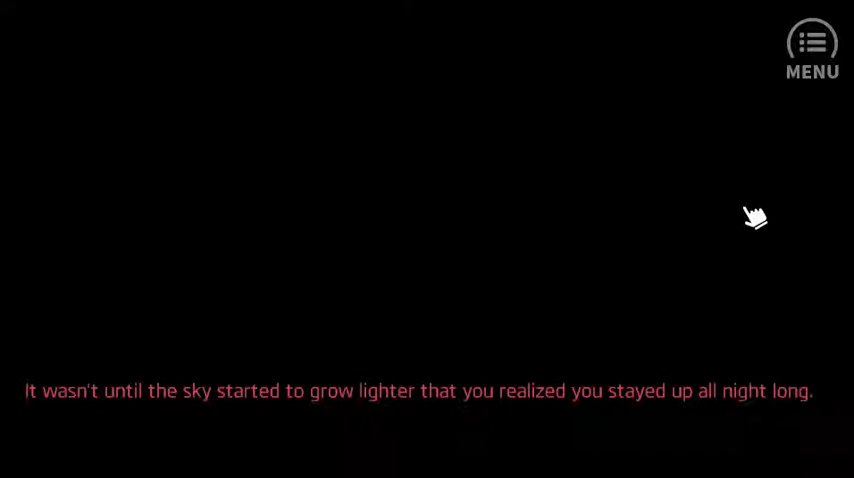 MENU
It wasn't until the sky started to grow lighter that you realized you stayed up all night long.